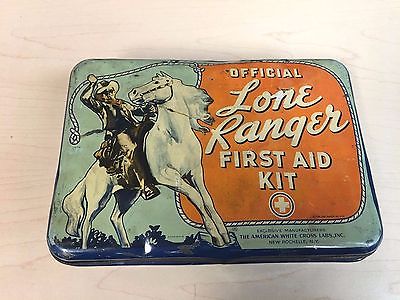 OFFICIAL
Lone
Ranger
FIRST AID
KIT
EXCLUSIVE MANUFACTURERS
THE AMERICAN WHITE CROSS LABS., INC.
NEW ROCHELLE, N.Y.